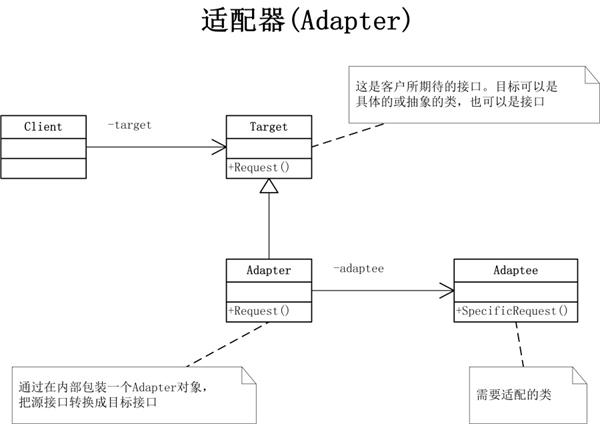 适配器(Adapter)
这是客户所期待的接口。目标可以是
具体的或抽象的类，也可以是接口
Client
-target
Target
+Request()
Adapter
-adaptee
Adaptee
+Request()
+SpecificRequest()
通过在内部包装一个Adapter对象，
把源接口转换成目标接口
需要适配的类